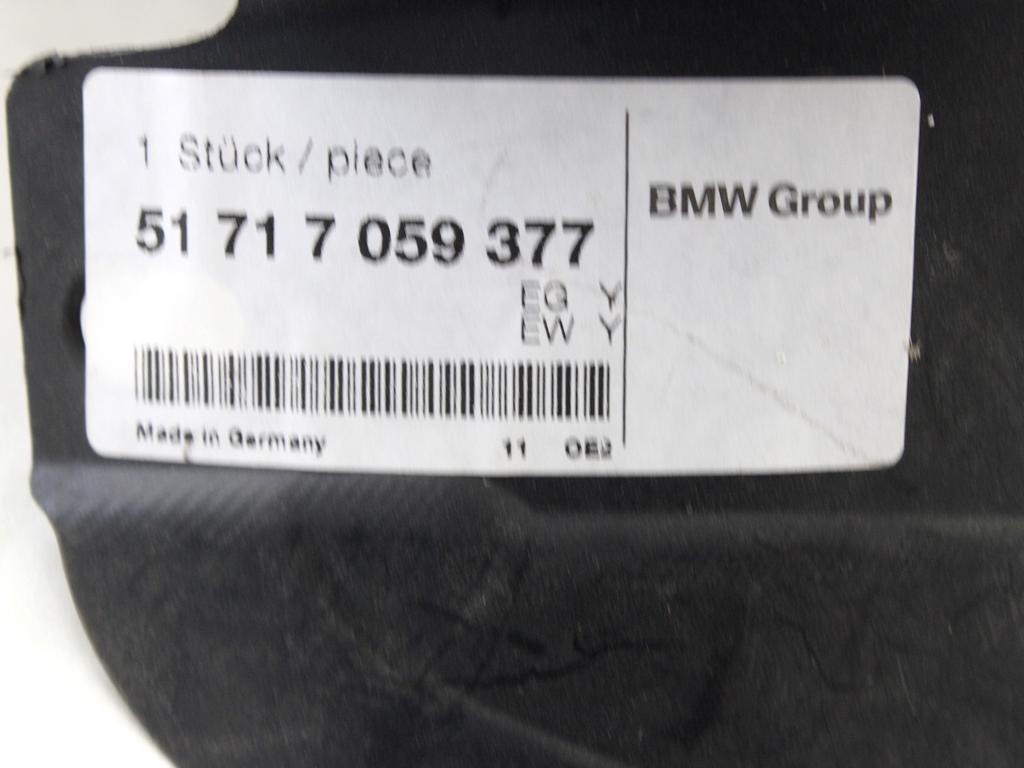 1 Stück / piece
51 71 7 059 377
EG Y
EW Y
Made in Germany 11 OE2
BMW Group